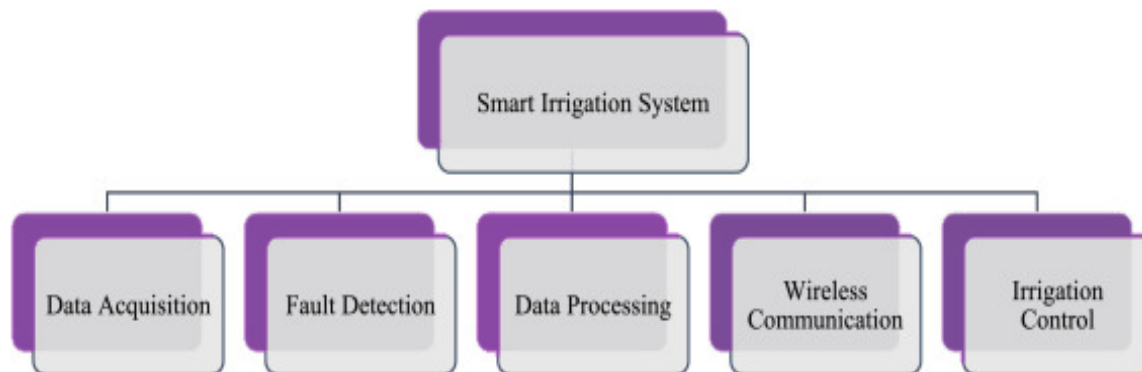 Smart Irrigation System
Data Acquisition
Fault Detection
Data Processing
Wireless
Communication
Irrigation
Control